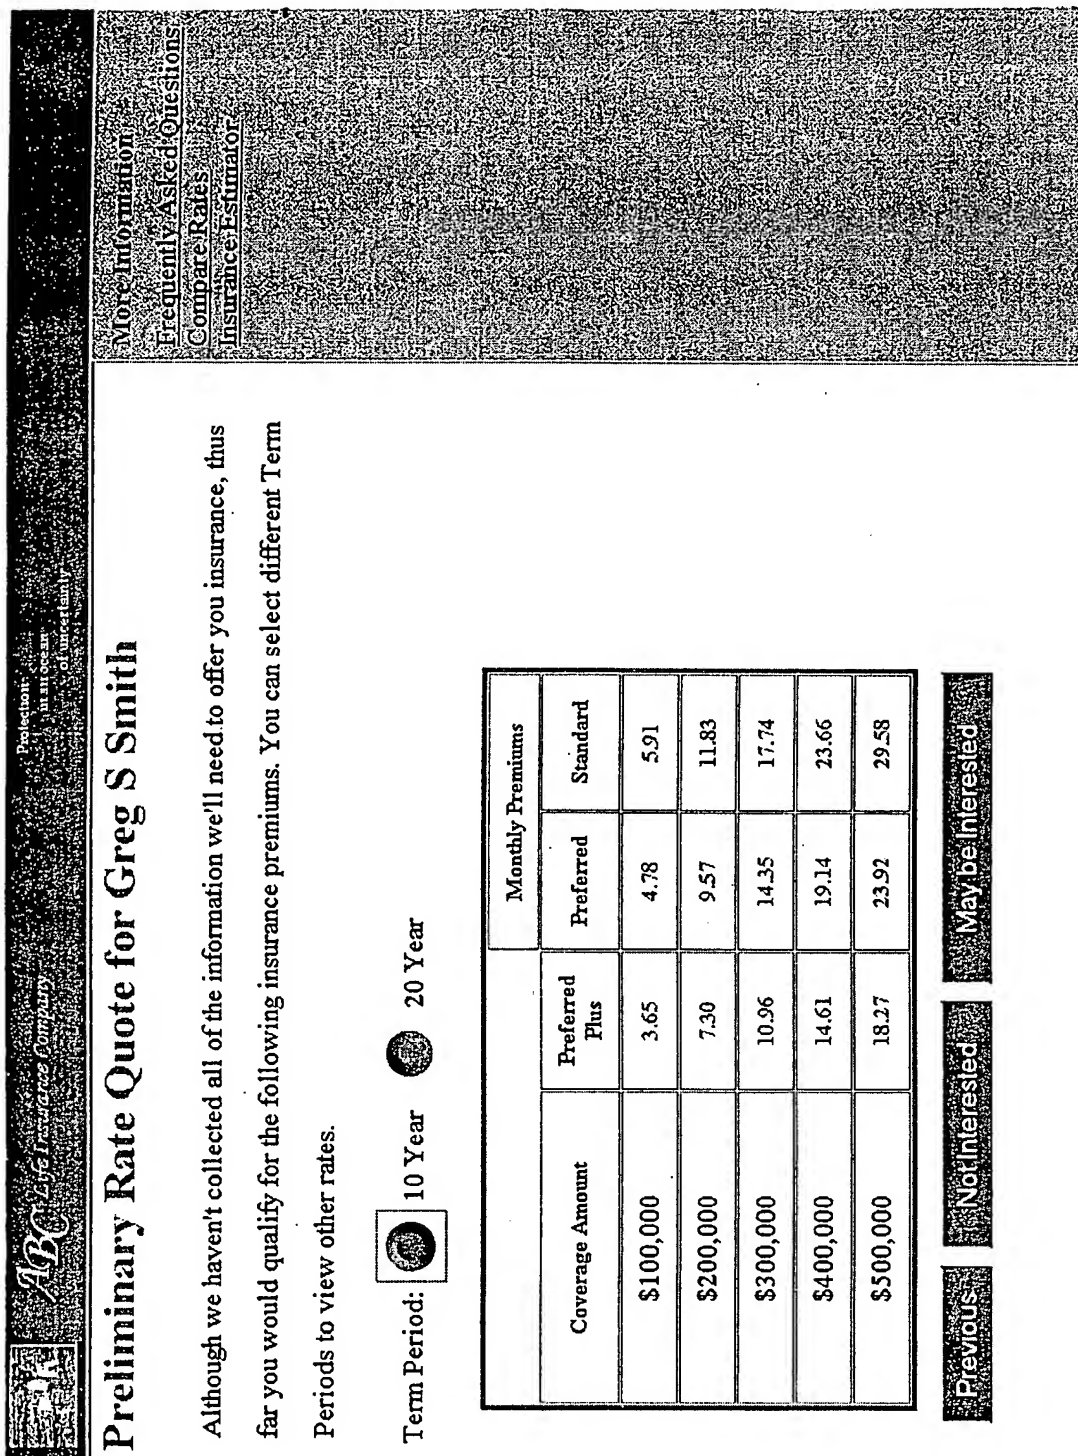 ABC Life Insurance Company
Protection
in an ocean
of uncertainty
Preliminary Rate Quote for Greg S Smith
More Information
Frequently Asked Questions
Compare Rates
Insurance Estimator
Although we haven't collected all of the information we'll need to offer you insurance, thus
far you would qualify for the following insurance premiums. You can select different Term
Periods to view other rates.
Term Period: 10 Year 20 Year
Monthly Premiums
Coverage Amount Preferred Plus Preferred Standard
$100,000 3.65 4.78 5.91
$200,000 7.30 9.57 11.83
$300,000 10.96 14.35 17.74
$400,000 14.61 19.14 23.66
$500,000 18.27 23.92 29.58
Previous Not Interested May be Interested